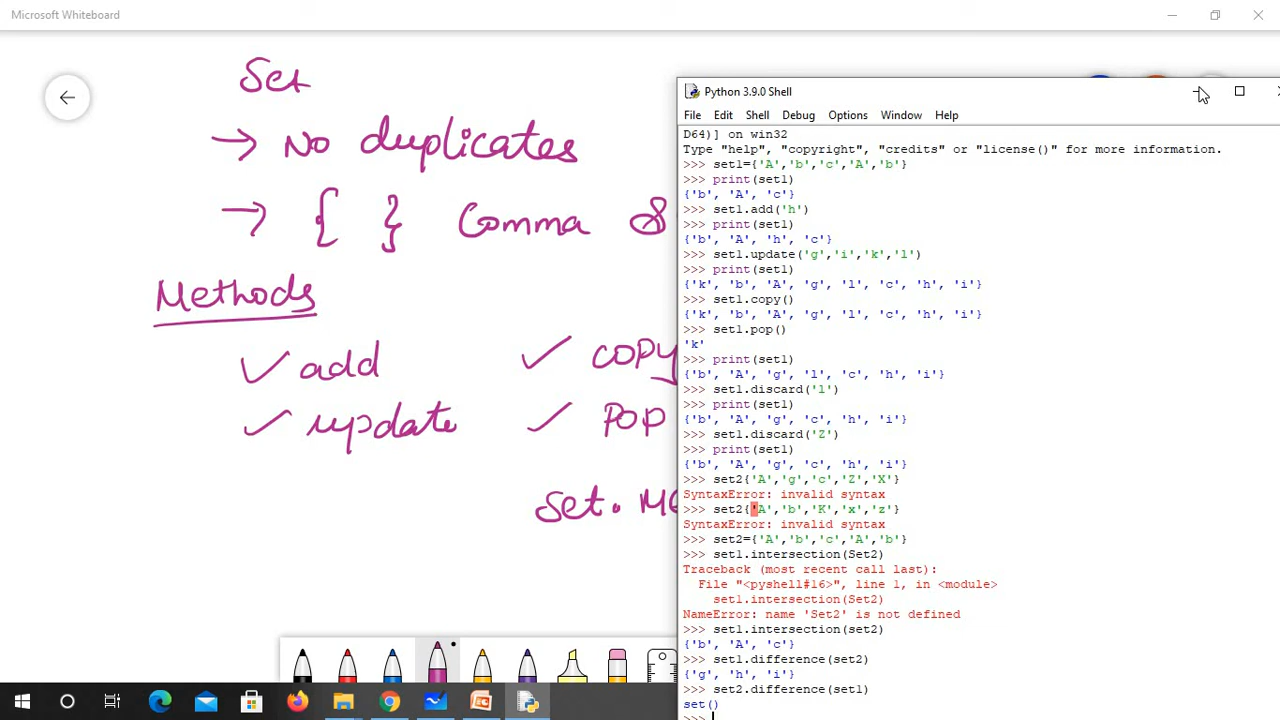 Microsoft Whiteboard
Set
→ No duplicates
→ { } Comma S
Methods
✓ add ✓ copy
✓ update ✓ POP
set.
Python 3.9.0 Shell
File Edit Shell Debug Options Window Help
D64)] on win32
Type "help", "copyright", "credits" or "license()" for more information.
>>> set1={'A','b','c','A','b'}
>>> print(set1)
{'b', 'A', 'c'}
>>> set1.add('h')
>>> print(set1)
{'b', 'A', 'h', 'c'}
>>> set1.update('g','i','k','l')
>>> print(set1)
{'k', 'b', 'A', 'g', 'l', 'c', 'h', 'i'}
>>> set1.copy()
{'k', 'b', 'A', 'g', 'l', 'c', 'h', 'i'}
>>> set1.pop()
'k'
>>> print(set1)
{'b', 'A', 'g', 'l', 'c', 'h', 'i'}
>>> set1.discard('l')
>>> print(set1)
{'b', 'A', 'g', 'c', 'h', 'i'}
>>> set1.discard('Z')
>>> print(set1)
{'b', 'A', 'g', 'c', 'h', 'i'}
>>> set2{'A','g','c','Z','X'}
SyntaxError: invalid syntax
>>> set2{'A','b','K','x','z'}
SyntaxError: invalid syntax
>>> set2={'A','b','c','A','b'}
>>> set1.intersection(Set2)
Traceback (most recent call last):
File "<pyshell#16>", line 1, in <module>
set1.intersection(Set2)
NameError: name 'Set2' is not defined
>>> set1.intersection(set2)
{'b', 'A', 'c'}
>>> set1.difference(set2)
{'g', 'h', 'i'}
>>> set2.difference(set1)
set()
>>>